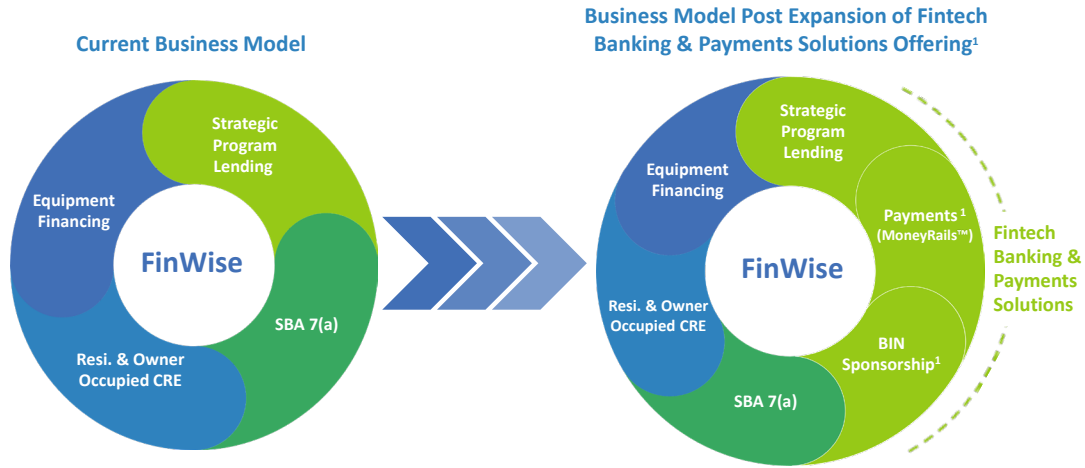 Current Business Model
Strategic
Program
Lending
Equipment
Financing
FinWise
SBA 7(a)
Resi. & Owner
Occupied CRE
Business Model Post Expansion of Fintech
Banking & Payments Solutions Offering¹
Strategic
Program
Lending
Equipment
Financing
Payments ¹
(MoneyRails™)
FinWise
Fintech
Banking &
Payments
Solutions
Resi. & Owner
Occupied CRE
BIN
Sponsorship¹
SBA 7(a)